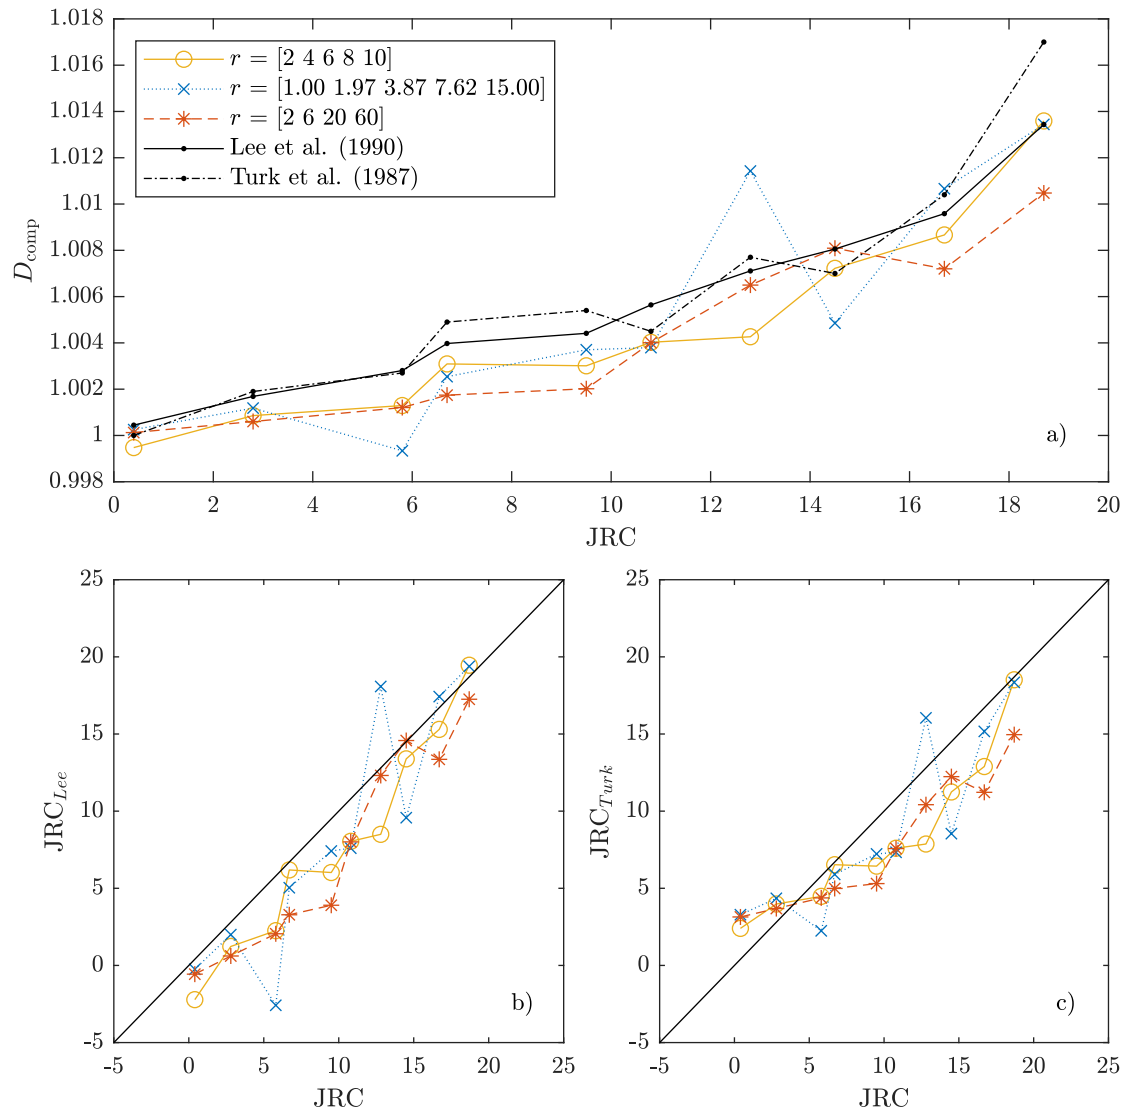 1.018
1.016
1.014
1.012
1.01
1.008
1.006
1.004
1.002
1
0.998
D_comp
r = [2 4 6 8 10]
r = [1.00 1.97 3.87 7.62 15.00]
r = [2 6 20 60]
Lee et al. (1990)
Turk et al. (1987)
a)
0 2 4 6 8 10 12 14 16 18 20
JRC
25
20
15
10
5
0
-5
JRC_Lee
b)
-5 0 5 10 15 20 25
JRC
25
20
15
10
5
0
-5
JRC_Turk
c)
-5 0 5 10 15 20 25
JRC